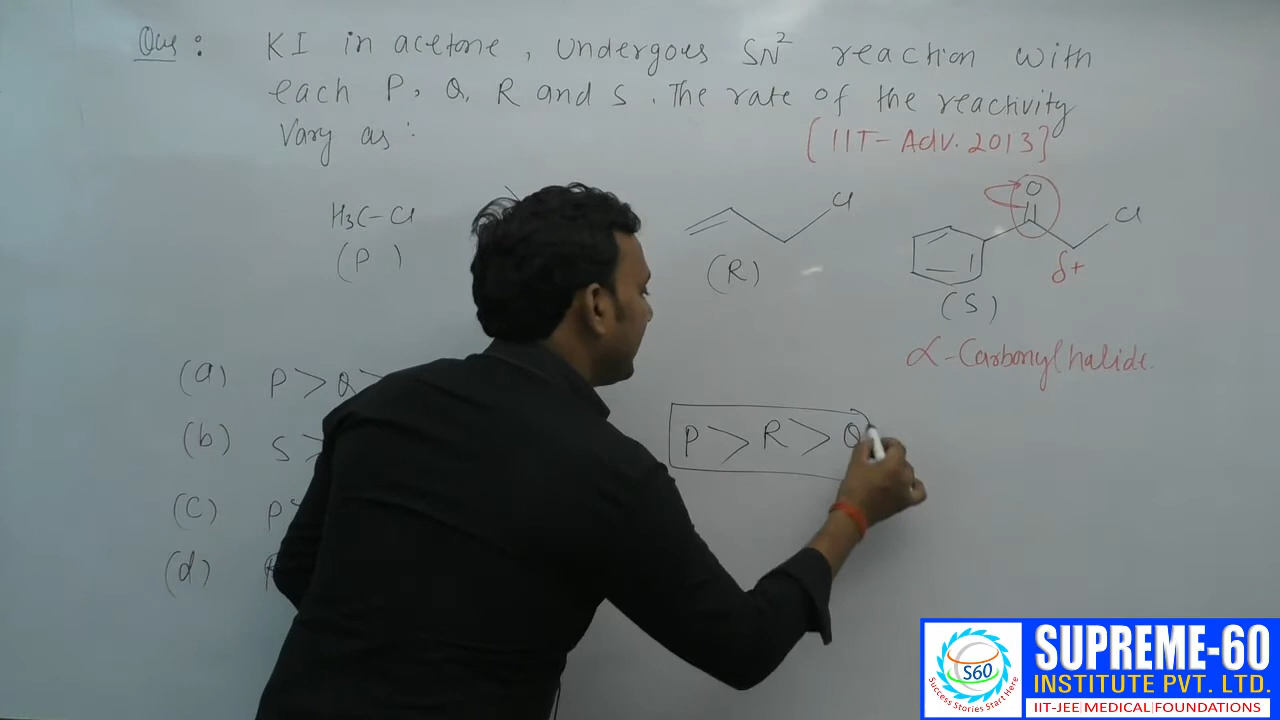 Ques : KI in acetone, Undergoes SN² reaction with
each P, Q, R and S. The rate of the reactivity
Vary as :
[IIT-Adv. 2013]
H₃C-Cl
Cl
O
Cl
(P)
(R)
δ+
(S)
α-Carbonyl halide.
(a) P > Q >
(b) S >
(c) P
(d)
P > R > Q
S60
Success Stories Start Here
SUPREME-60
INSTITUTE PVT. LTD.
IIT-JEE MEDICAL FOUNDATIONS